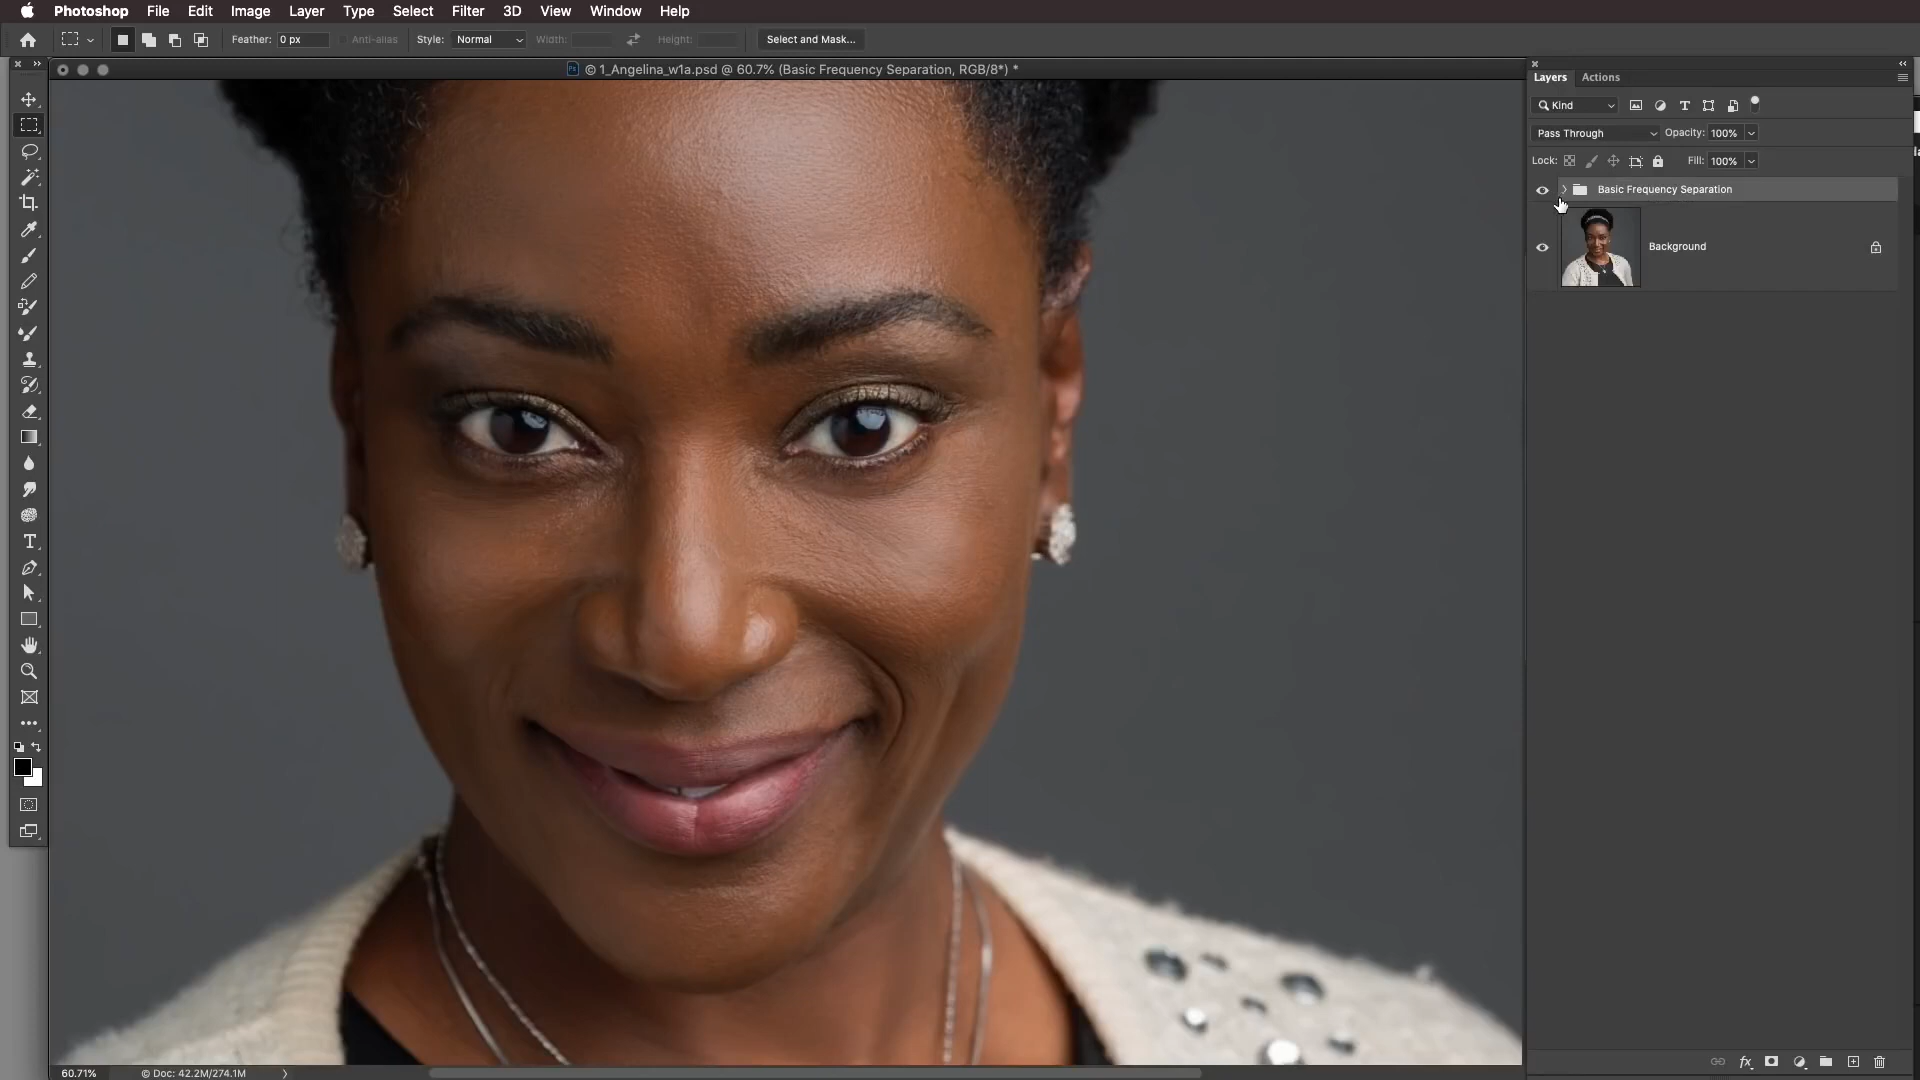 Photoshop File Edit Image Layer Type Select Filter 3D View Window Help
Feather: 0 px Anti-alias Style: Normal Width: Height: Select and Mask...
© 1_Angelina_w1a.psd @ 60.7% (Basic Frequency Separation, RGB/8*) *
Layers Actions
Kind
Pass Through Opacity: 100%
Lock: Fill: 100%
Basic Frequency Separation
Background
60.71% © Doc: 42.2M/274.1M